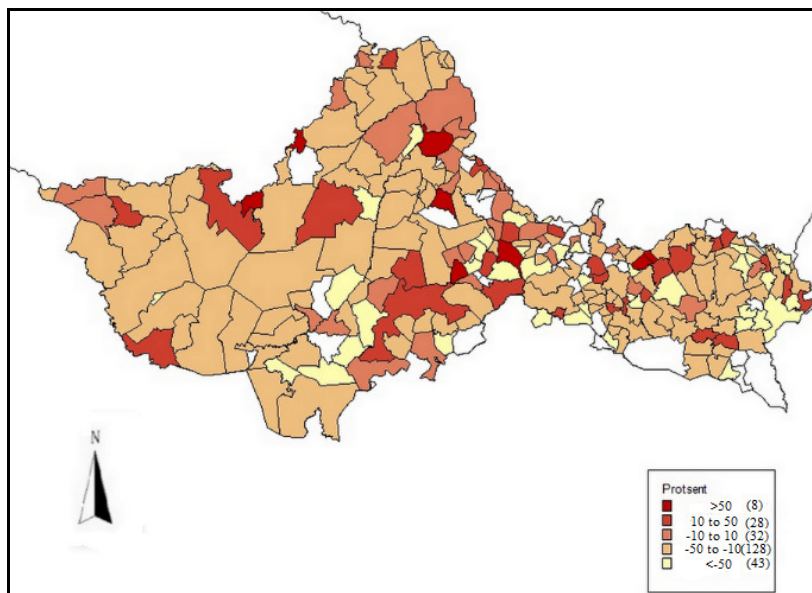 N
Protsent
>50 (8)
10 to 50 (28)
-10 to 10 (32)
-50 to -10(128)
<-50 (43)